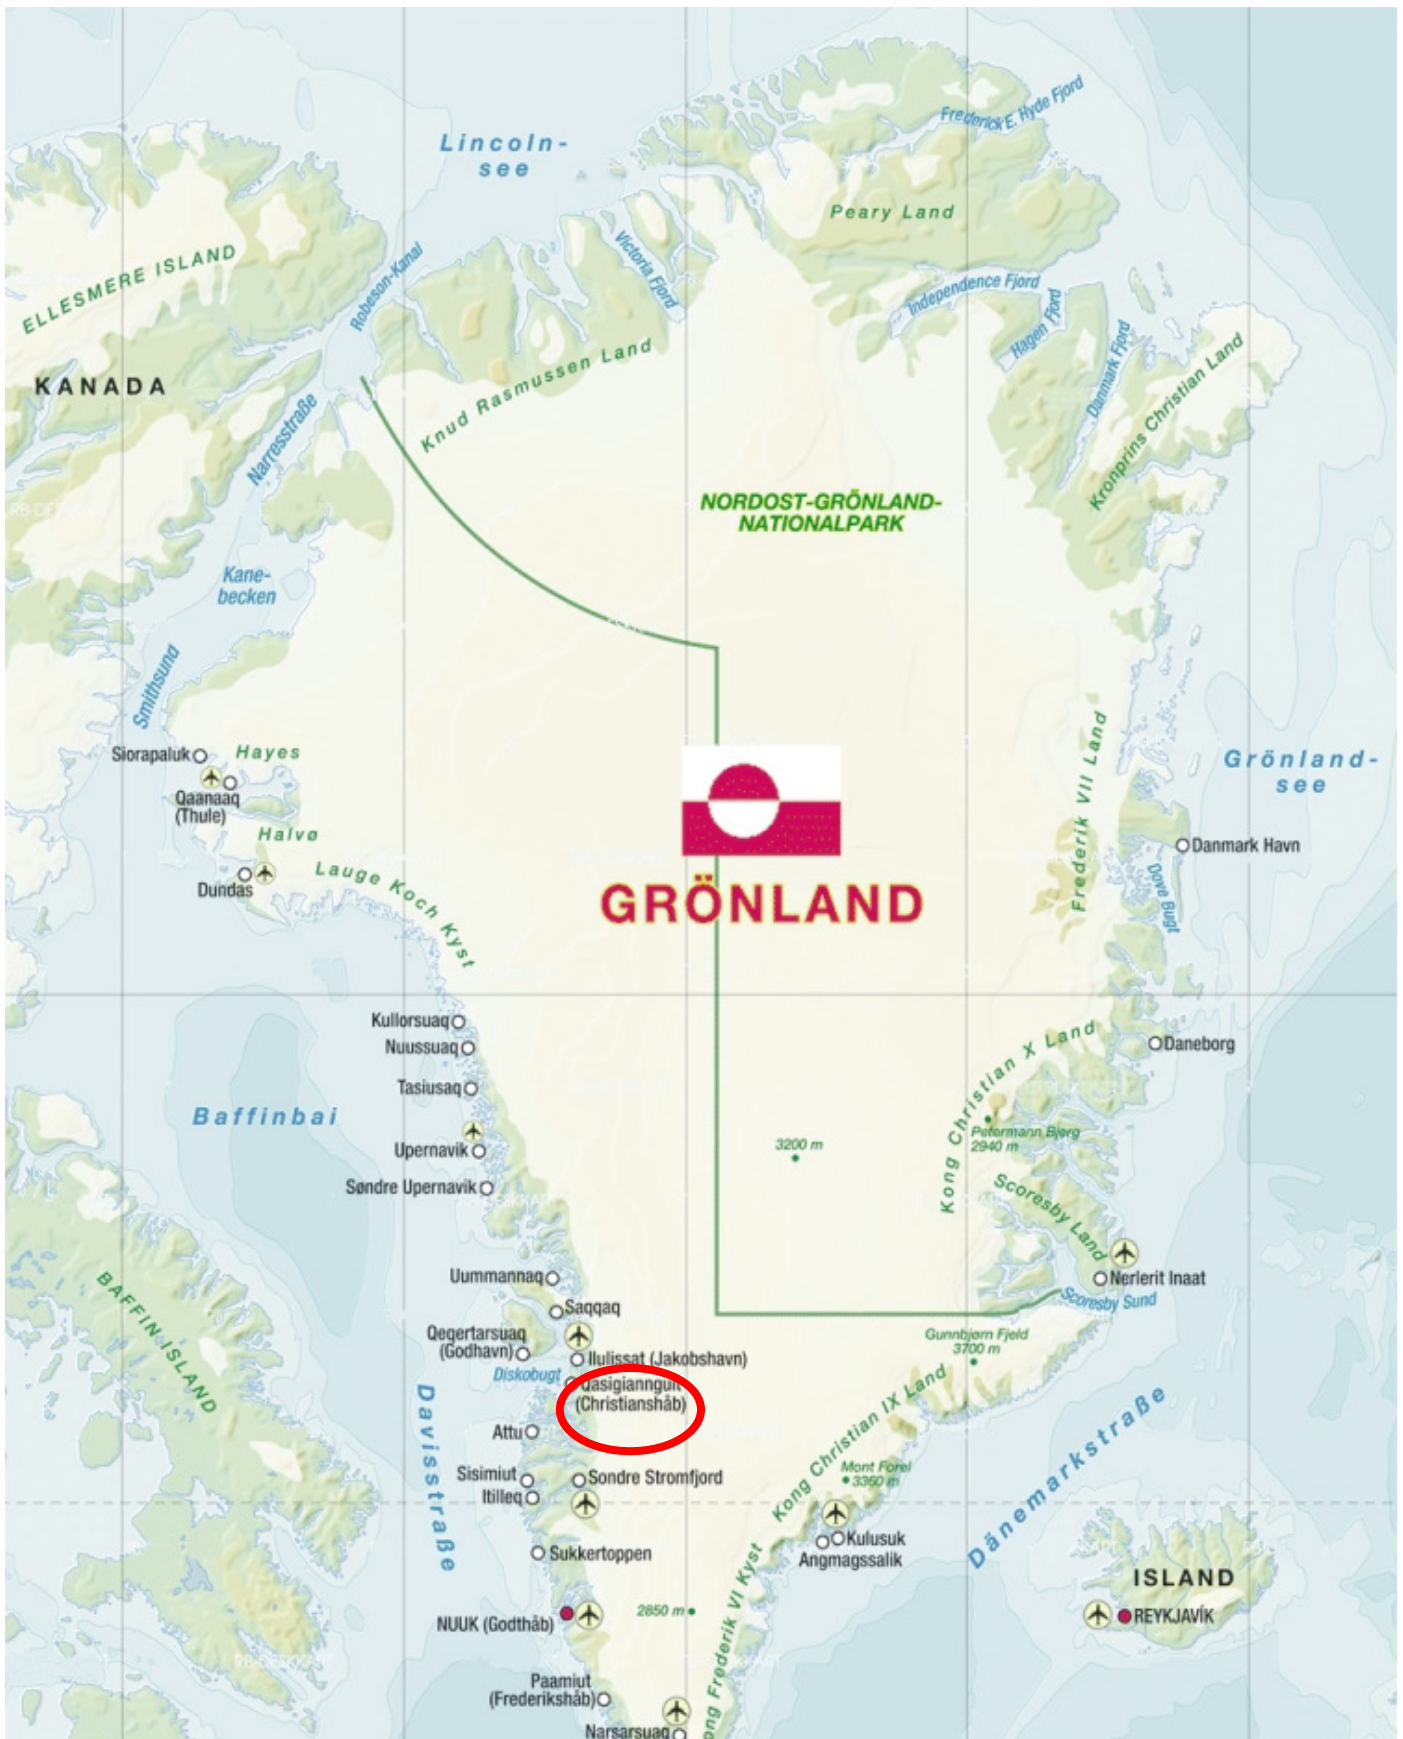 Lincoln-
see
Frederick E. Hyde Fjord
Peary Land
ELLESMERE ISLAND
Robeson-Kanal
Victoria Fjord
Independence Fjord
Hagen Fjord
Danmark Fjord
Kronprins Christian Land
Knud Rasmussen Land
KANADA
Narresstraße
NORDOST-GRÖNLAND-
NATIONALPARK
Kane-
becken
Smithsund
Siorapaluk
Hayes
Qaanaaq
(Thule)
Halvø
Dundas
Lauge Koch Kyst
GRÖNLAND
Frederik VII Land
Grönland-
see
Danmark Havn
Dove Bugt
Kullorsuaq
Nuussuaq
Tasiusaq
Baffinbai
Upernavik
Søndre Upernavik
Kong Christian X Land
Daneborg
3200 m
Petermann Bjerg
2940 m
Scoresby Land
Nerlerit Inaat
Scoresby Sund
BAFFIN ISLAND
Uummannaq
Saqqaq
Qegertarsuaq
(Godhavn)
Ilulissat (Jakobshavn)
Diskobugt
Qasigiannguit
(Christianshåb)
Gunnbjørn Fjeld
3700 m
Kong Christian IX Land
Davisstraße
Attu
Sisimiut
Itilleq
Sondre Stromfjord
Mont Forel
3360 m
Dänemarkstraße
Kulusuk
Angmagssalik
Sukkertoppen
ISLAND
REYKJAVÍK
NUUK (Godthåb)
2850 m
ong Frederik VI Kyst
Paamiut
(Frederikshåb)
Narsarsuaq